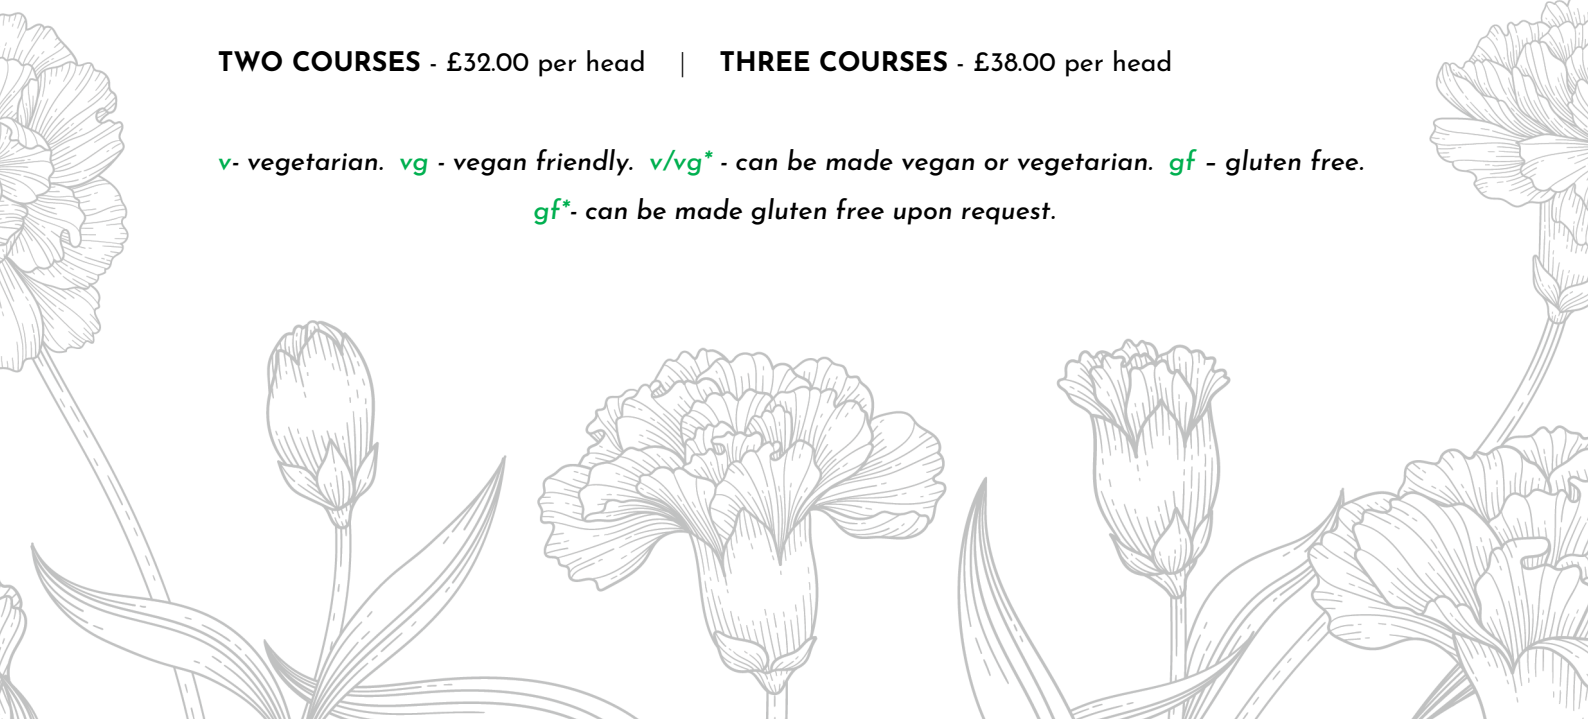 TWO COURSES - £32.00 per head | THREE COURSES - £38.00 per head
v- vegetarian. vg - vegan friendly. v/vg* - can be made vegan or vegetarian. gf – gluten free.
gf*- can be made gluten free upon request.